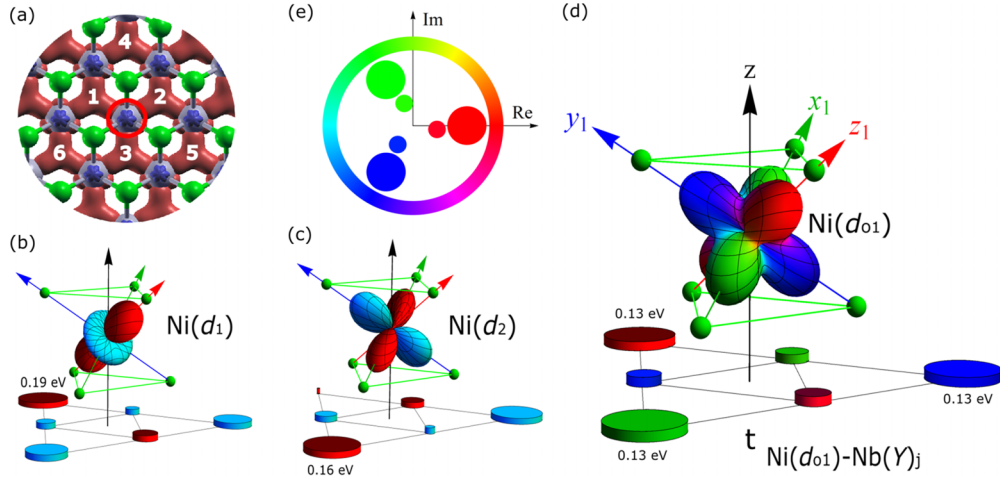 (a)
4
1 2
6 3 5
(e)
Im
Re
(d)
z
x1
y1
z1
Ni(do1)
0.13 eV
0.13 eV
0.13 eV
t Ni(do1)-Nb(Y)j
(b)
Ni(d1)
0.19 eV
(c)
Ni(d2)
0.16 eV